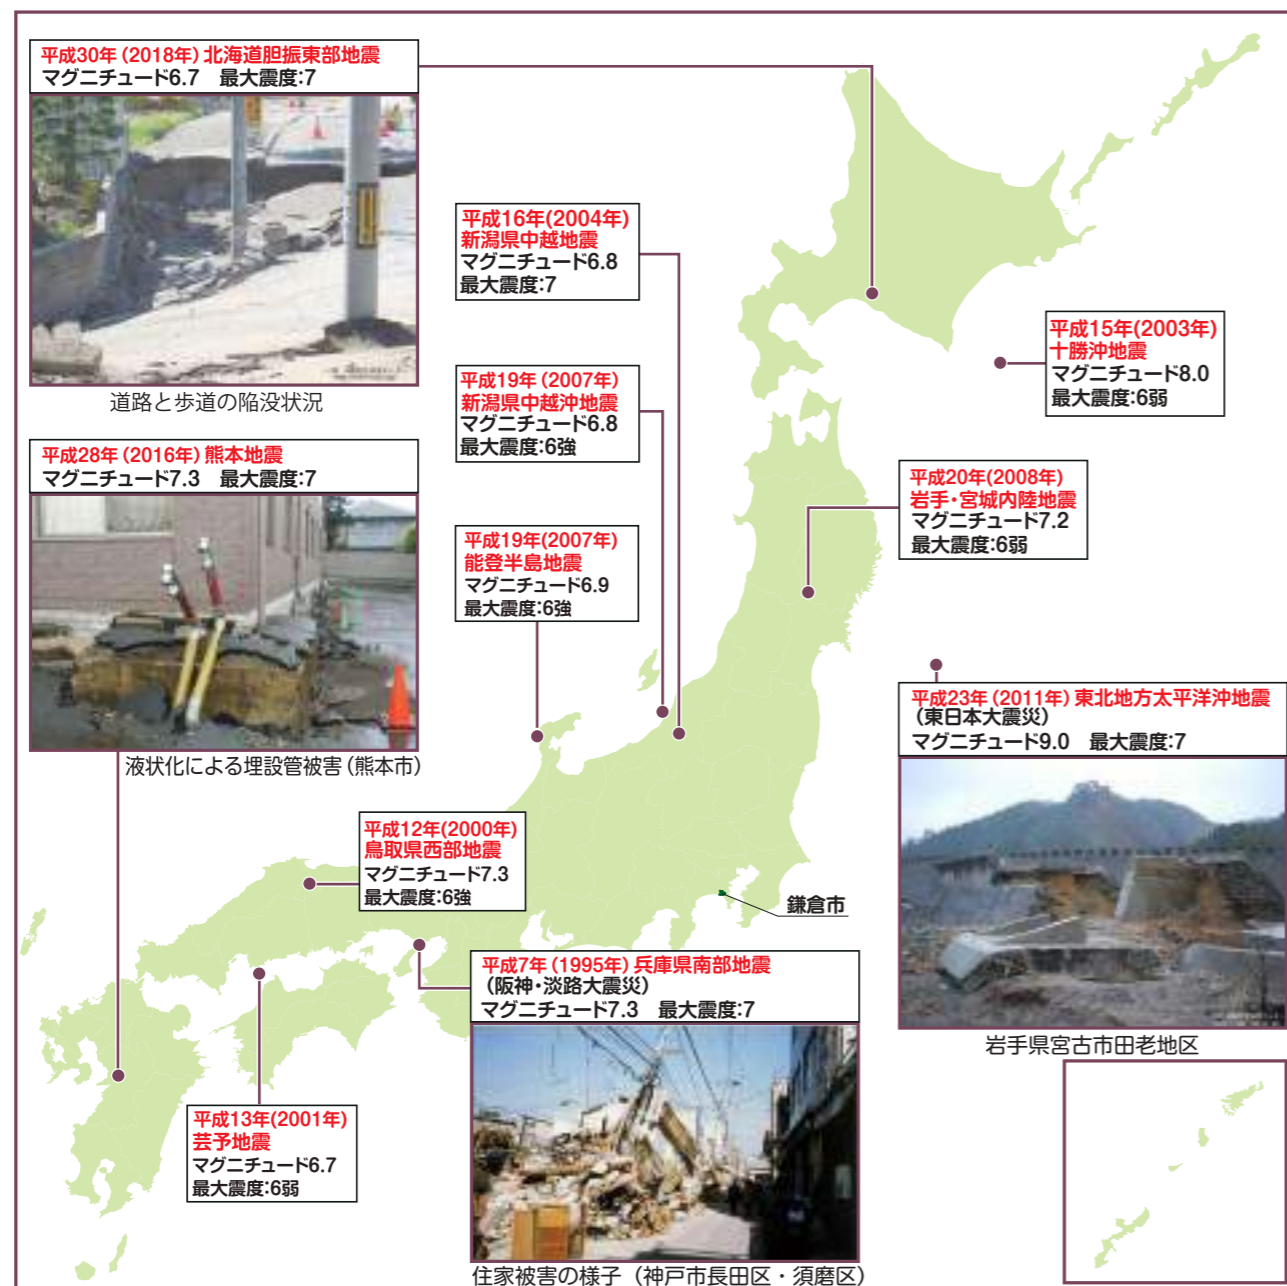 平成30年(2018年)北海道胆振東部地震
マグニチュード6.7 最大震度:7
道路と歩道の陥没状況
平成28年(2016年)熊本地震
マグニチュード7.3 最大震度:7
液状化による埋設管被害(熊本市)
平成16年(2004年)
新潟県中越地震
マグニチュード6.8
最大震度:7
平成19年(2007年)
新潟県中越沖地震
マグニチュード6.8
最大震度:6強
平成19年(2007年)
能登半島地震
マグニチュード6.9
最大震度:6強
平成15年(2003年)
十勝沖地震
マグニチュード8.0
最大震度:6弱
平成20年(2008年)
岩手・宮城内陸地震
マグニチュード7.2
最大震度:6弱
平成23年(2011年)東北地方太平洋沖地震
(東日本大震災)
マグニチュード9.0 最大震度:7
岩手県宮古市田老地区
平成12年(2000年)
鳥取県西部地震
マグニチュード7.3
最大震度:6強
鎌倉市
平成7年(1995年)兵庫県南部地震
(阪神・淡路大震災)
マグニチュード7.3 最大震度:7
住家被害の様子(神戸市長田区・須磨区)
平成13年(2001年)
芸予地震
マグニチュード6.7
最大震度:6弱